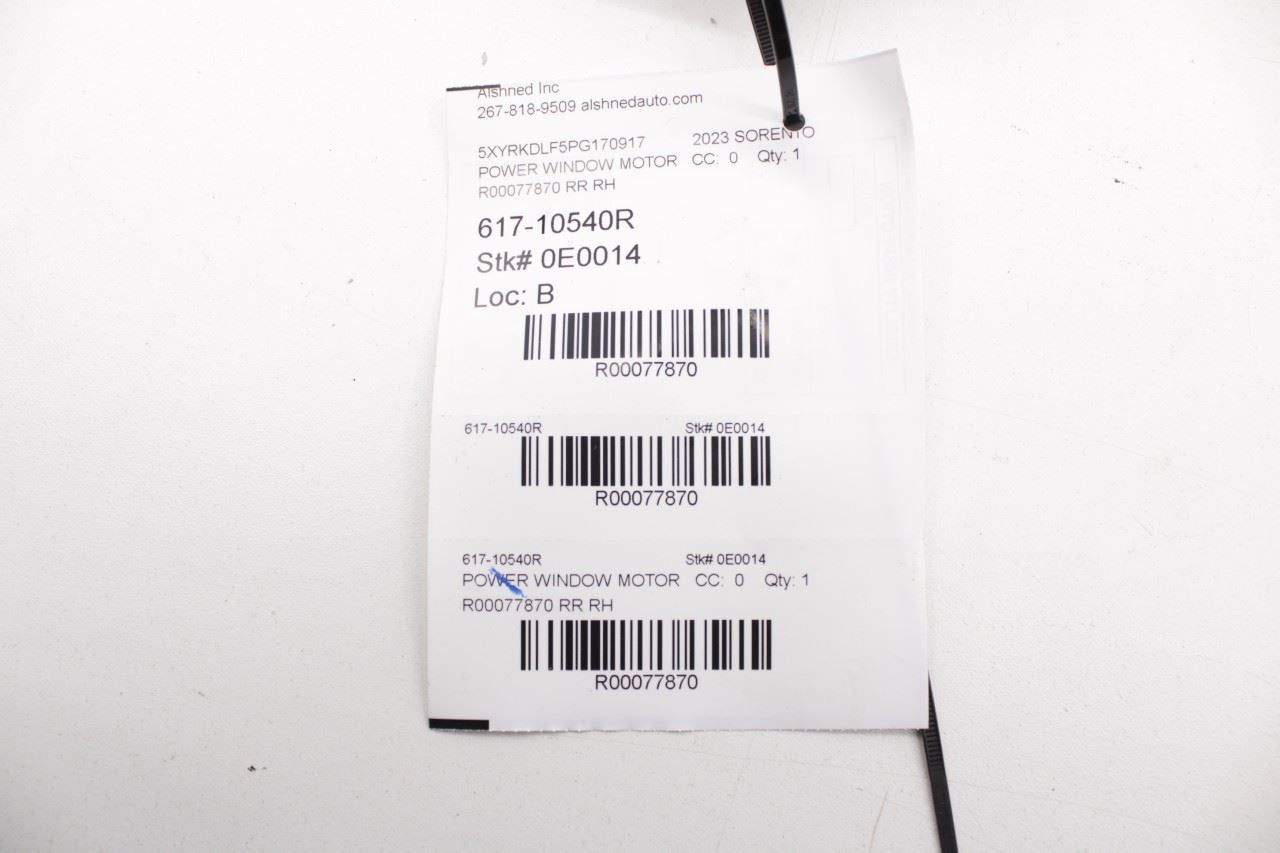 Alshned Inc
267-818-9509 alshnedauto.com
5XYRKDLF5PG170917 2023 SORENTO
POWER WINDOW MOTOR CC: 0 Qty: 1
R00077870 RR RH
617-10540R
Stk# 0E0014
Loc: B
R00077870
617-10540R Stk# 0E0014
R00077870
617-10540R Stk# 0E0014
POWER WINDOW MOTOR CC: 0 Qty: 1
R00077870 RR RH
R00077870